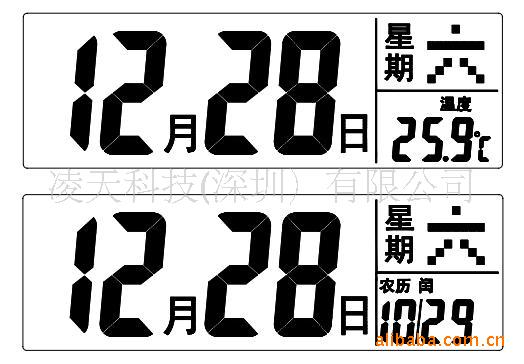 12月28日 星期 六
温度
25.9℃
凌天科技(深圳) 有限公司
12月28日 星期 六
农历 闰
10/29
alibaba.com.cn